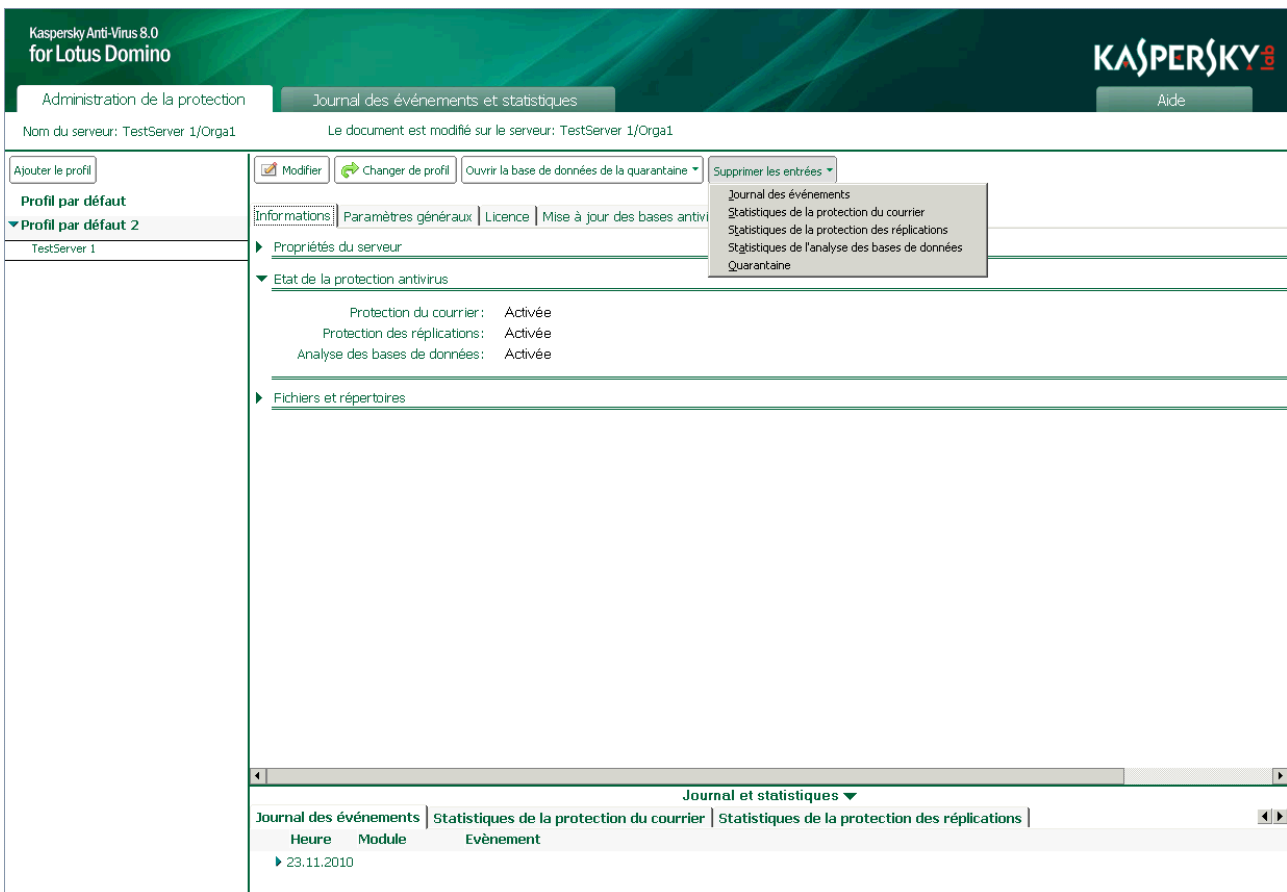 Kaspersky Anti-Virus 8.0
for Lotus Domino
KASPERSKY lab
Administration de la protection
Journal des événements et statistiques
Aide
Nom du serveur: TestServer 1/Orga1
Le document est modifié sur le serveur: TestServer 1/Orga1
Ajouter le profil
Profil par défaut
Profil par défaut 2
TestServer 1
Modifier
Changer de profil
Ouvrir la base de données de la quarantaine
Supprimer les entrées
Journal des événements
Statistiques de la protection du courrier
Statistiques de la protection des réplications
Statistiques de l'analyse des bases de données
Quarantaine
Informations
Paramètres généraux
Licence
Mise à jour des bases antivi
Propriétés du serveur
Etat de la protection antivirus
Protection du courrier: Activée
Protection des réplications: Activée
Analyse des bases de données: Activée
Fichiers et répertoires
Journal et statistiques
Journal des événements
Statistiques de la protection du courrier
Statistiques de la protection des réplications
Heure Module Evènement
23.11.2010